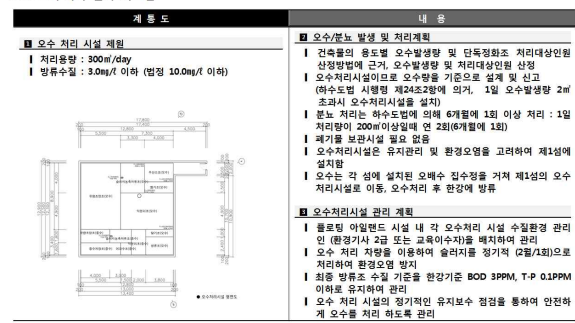 계 통 도
1 오수 처리 시설 제원
처리용량 : 300㎥/day
방류수질 : 3.0mg/ℓ 이하 (법정 10.0mg/ℓ 이하)
● 오수처리시설 평면도
내 용
2 오수/분뇨 발생 및 처리계획
건축물의 용도별 오수발생량 및 단독정화조 처리대상인원
산정방법에 근거, 오수발생량 및 처리대상인원 산정
오수처리시설이므로 오수량을 기준으로 설계 및 신고
(하수도법 시행령 제24조2항에 의거, 1일 오수발생량 2㎥
초과시 오수처리시설을 설치)
분뇨 처리는 하수도법에 의해 6개월에 1회 이상 처리 : 1일
처리량이 200㎥이상일때 연 2회(6개월에 1회)
폐기물 보관시설 필요 없음
오수처리시설은 유지관리 및 환경오염을 고려하여 제1섬에
설치함
오수는 각 섬에 설치된 오배수 집수정을 거쳐 제1섬의 오수
처리시설로 이동, 오수처리 후 한강에 방류
3 오수처리시설 관리 계획
플로팅 아일랜드 시설 내 각 오수처리 시설 수질환경 관리
인 (환경기사 2급 또는 교육이수자)을 배치하여 관리
오수 처리 차량을 이용하여 슬러지를 정기적 (2월/1회)으로
처리하여 환경오염 방지
최종 방류조 수질 기준을 한강기준 BOD 3PPM, T-P 0.1PPM
이하로 유지하여 관리
오수 처리 시설의 정기적인 유지보수 점검을 통하여 안전하
게 오수를 처리 하도록 관리